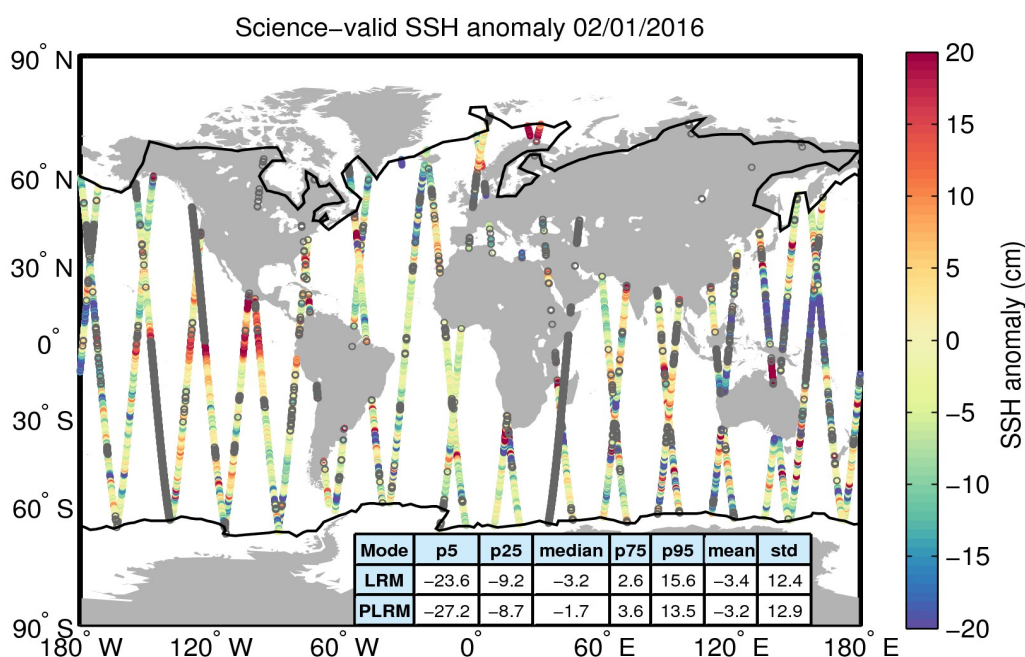 Science−valid SSH anomaly 02/01/2016
90° N
60° N
30° N
0°
30° S
60° S
90° S
180° W
120° W
60° W
0°
60° E
120° E
180° E
Mode p5 p25 median p75 p95 mean std
LRM −23.6 −9.2 −3.2 2.6 15.6 −3.4 12.4
PLRM −27.2 −8.7 −1.7 3.6 13.5 −3.2 12.9
20
15
10
5
0
−5
−10
−15
−20
SSH anomaly (cm)